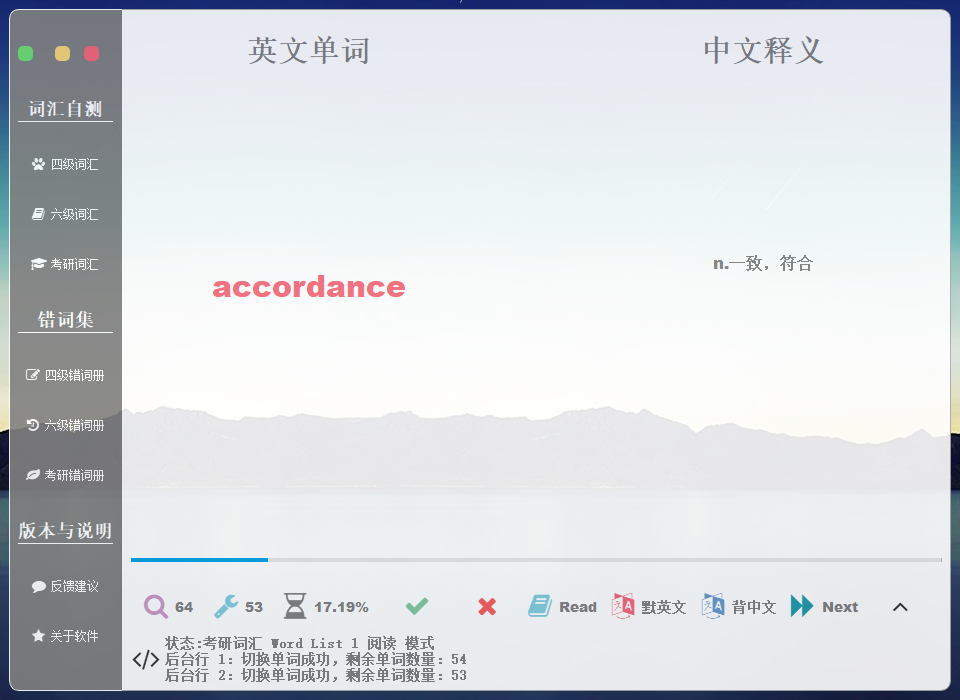 英文单词
中文释义
词汇自测
四级词汇
六级词汇
考研词汇
错词集
四级错词册
六级错词册
考研错词册
版本与说明
反馈建议
关于软件
accordance
n.一致，符合
64
53
17.19%
Read
默英文
背中文
Next
状态:考研词汇 Word List 1 阅读 模式
后台行 1: 切换单词成功，剩余单词数量: 54
后台行 2: 切换单词成功，剩余单词数量: 53